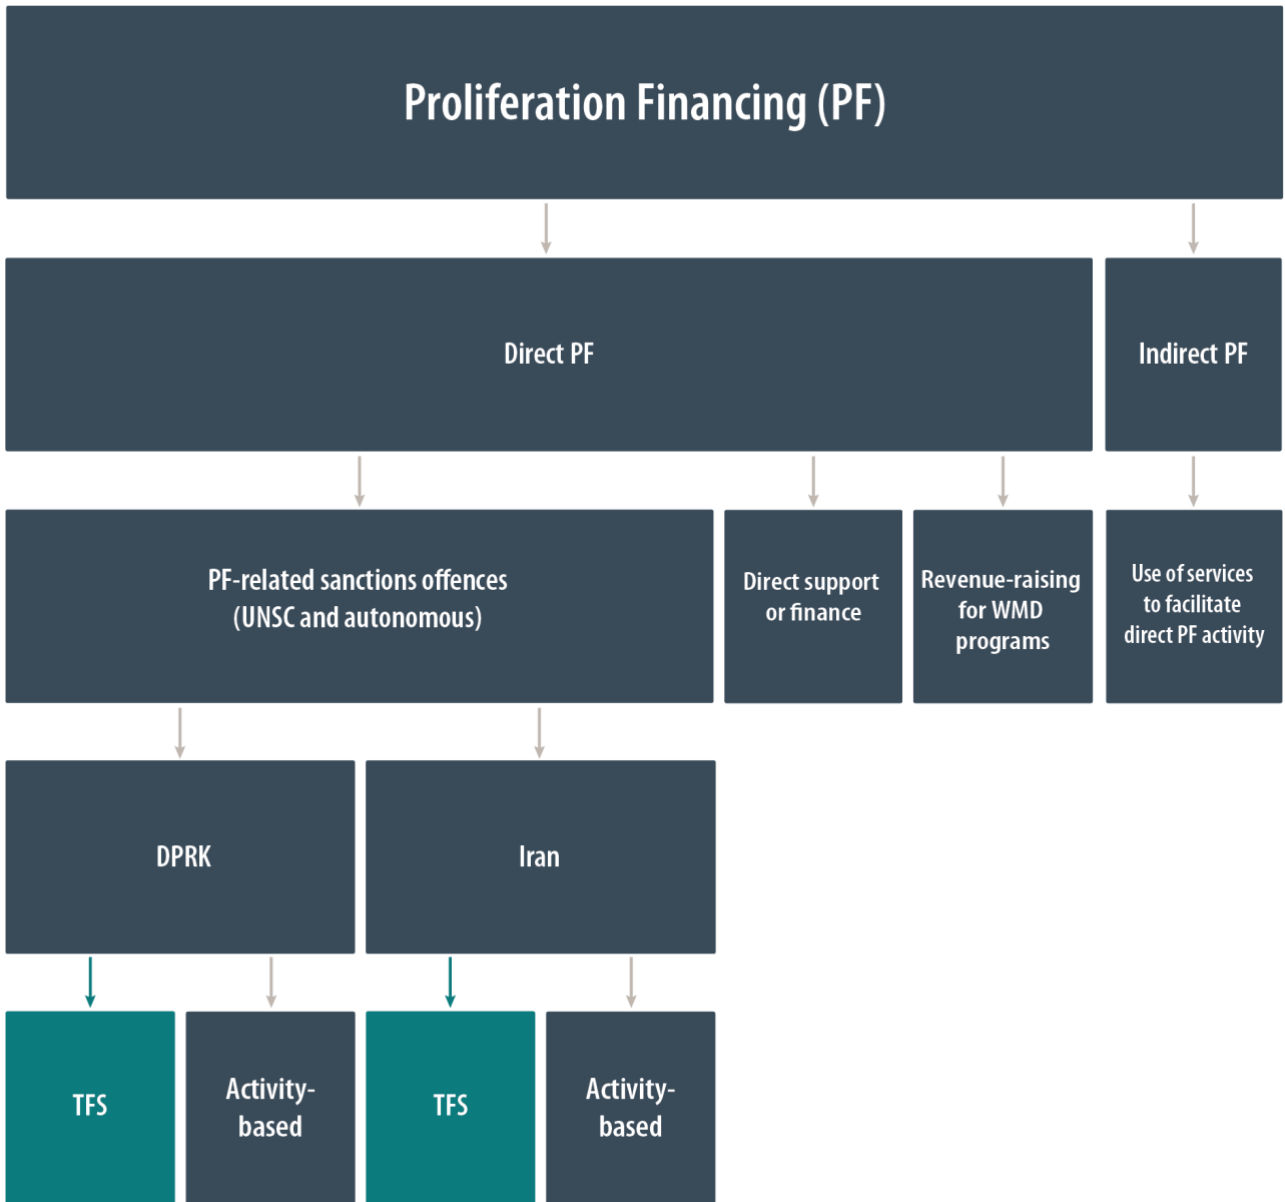 Proliferation Financing (PF)
Direct PF
Indirect PF
PF-related sanctions offences
(UNSC and autonomous)
Direct support
or finance
Revenue-raising
for WMD
programs
Use of services
to facilitate
direct PF activity
DPRK
Iran
TFS
Activity-
based
TFS
Activity-
based